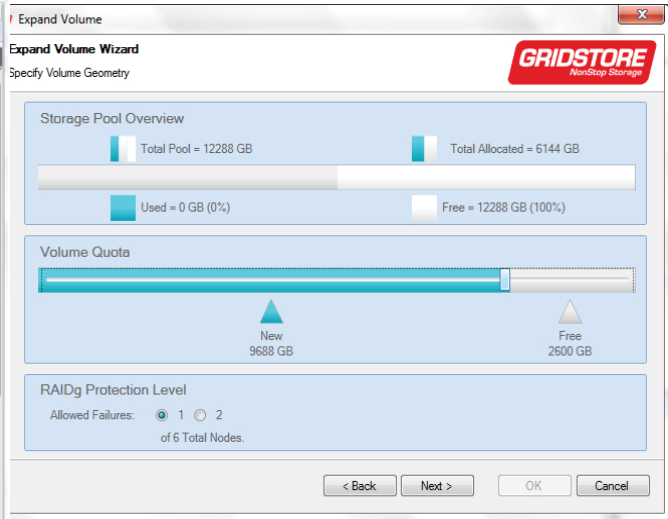 Expand Volume
Expand Volume Wizard
Specify Volume Geometry
GRIDSTORE
NonStop Storage
Storage Pool Overview
Total Pool = 12288 GB
Total Allocated = 6144 GB
Used = 0 GB (0%)
Free = 12288 GB (100%)
Volume Quota
New
9688 GB
Free
2600 GB
RAIDg Protection Level
Allowed Failures: 1 2
of 6 Total Nodes.
< Back Next > OK Cancel